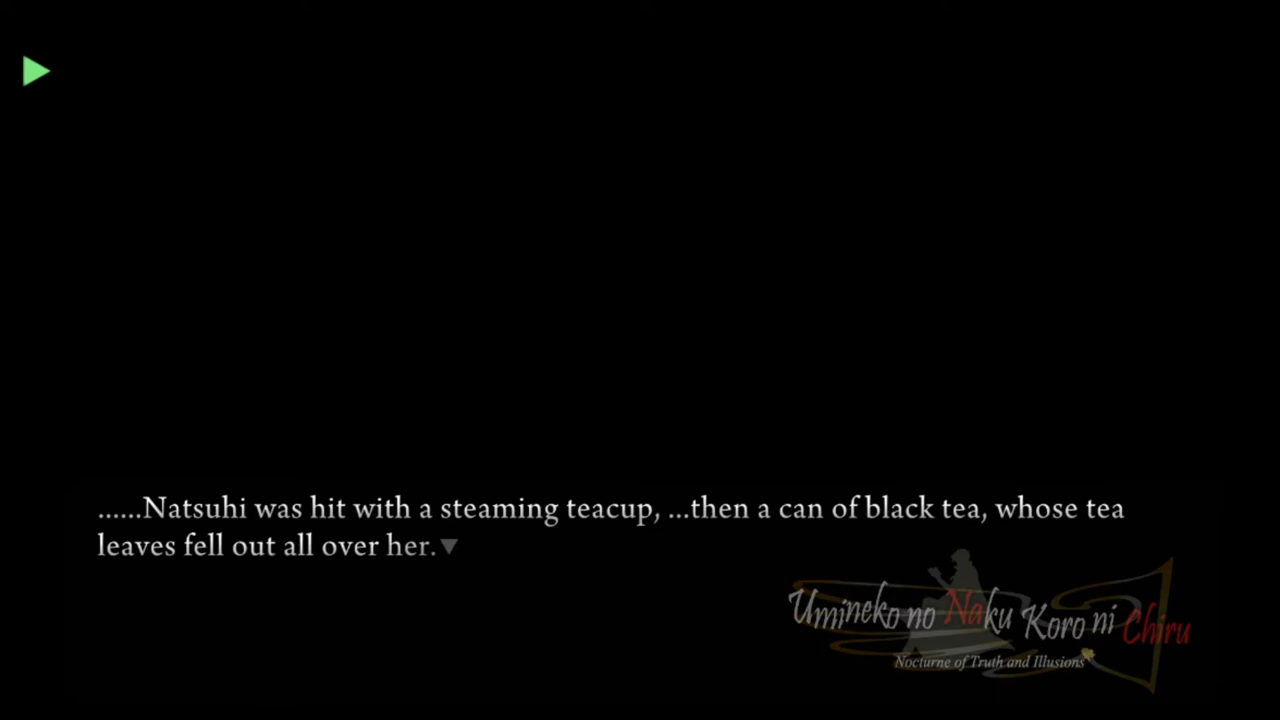 ......Natsuhi was hit with a steaming teacup, ...then a can of black tea, whose tea
leaves fell out all over her.
Umineko no Naku Koro ni Chiru
Nocturne of Truth and Illusions